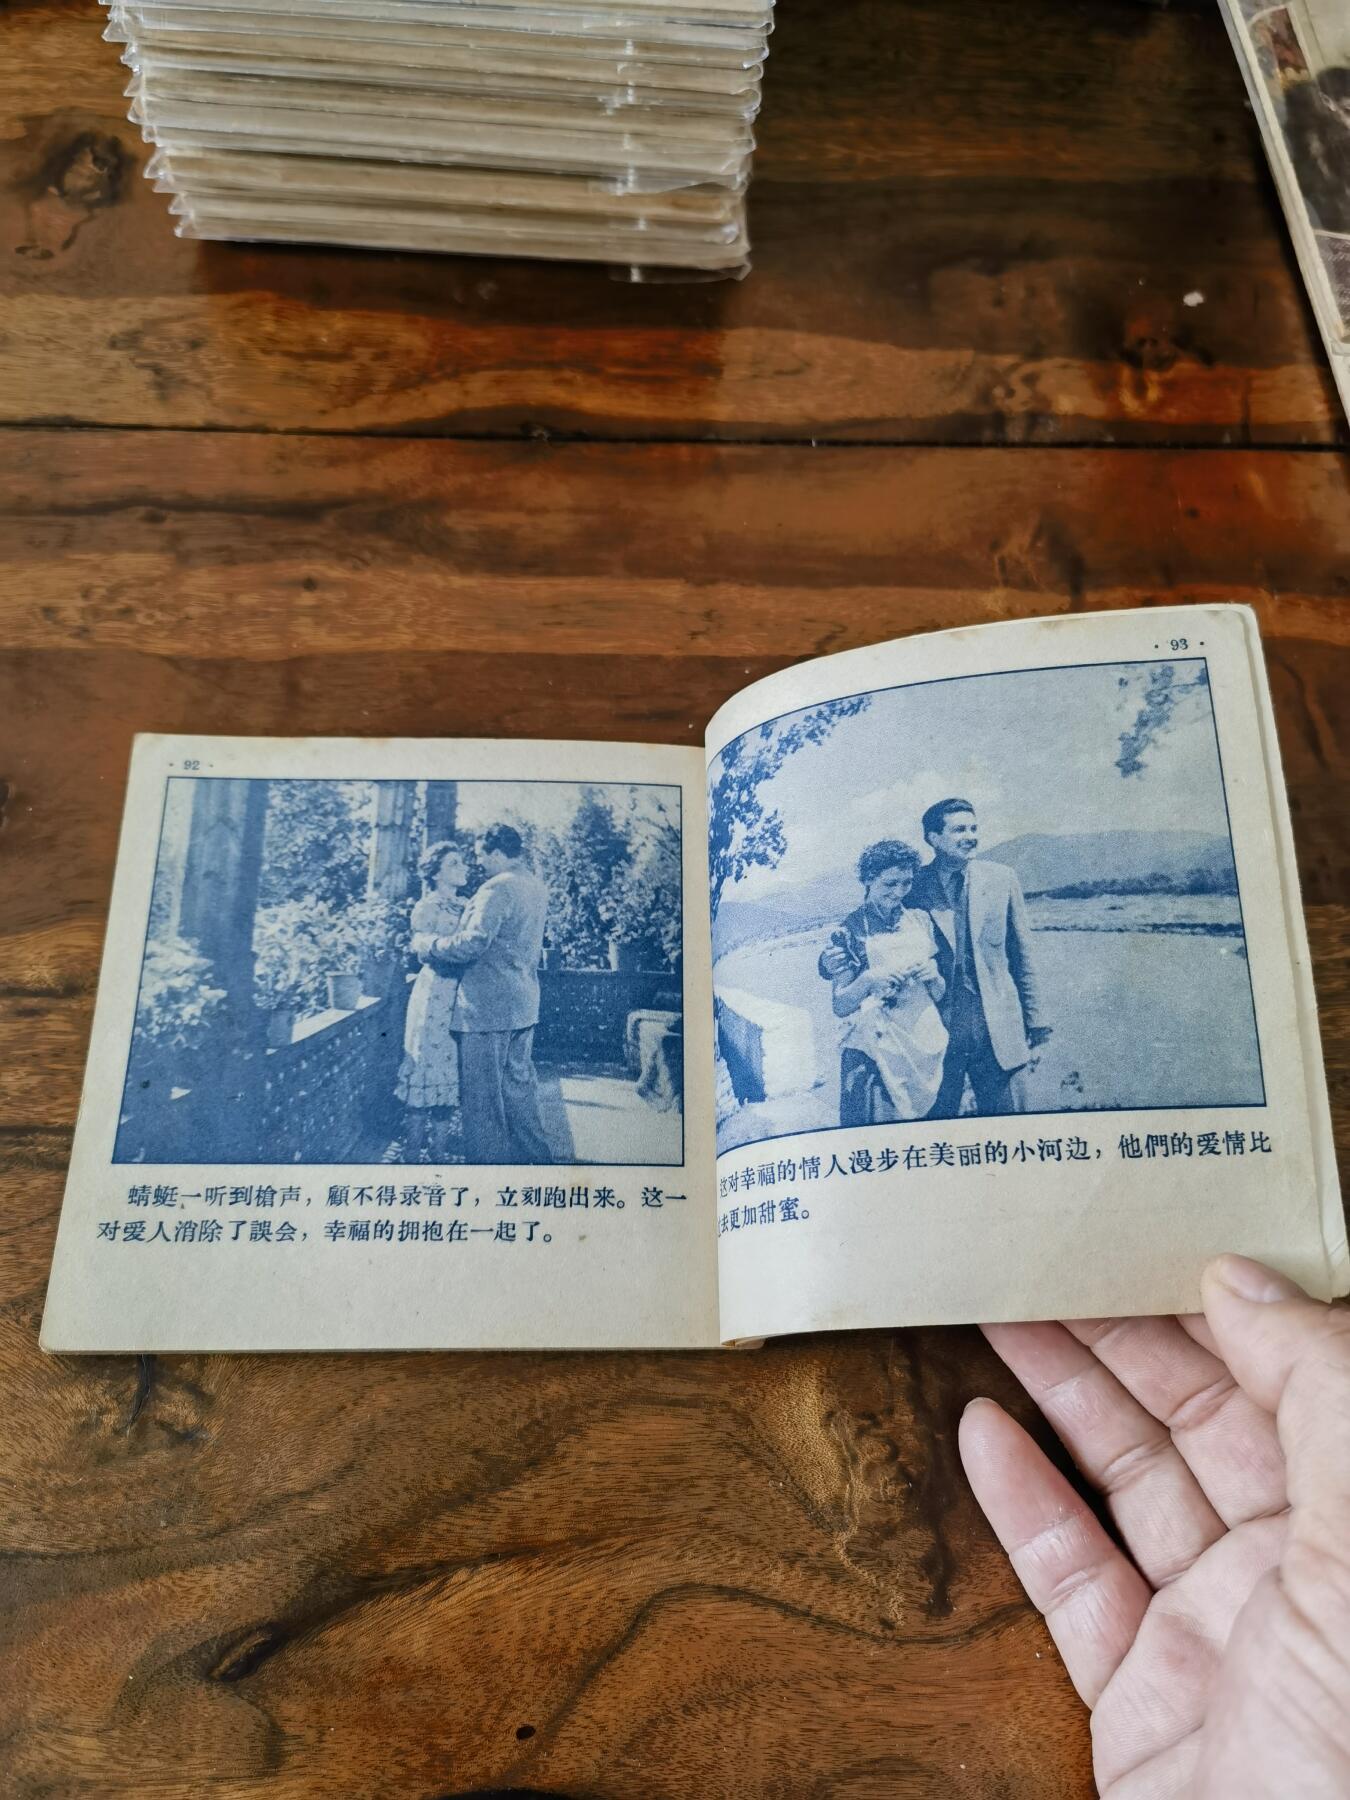 · 92 ·
蜻蜓一听到槍声，顧不得录音了，立刻跑出来。这一
对爱人消除了誤会，幸福的拥抱在一起了。
· 93 ·
这对幸福的情人漫步在美丽的小河边，他們的爱情比
过去更加甜蜜。